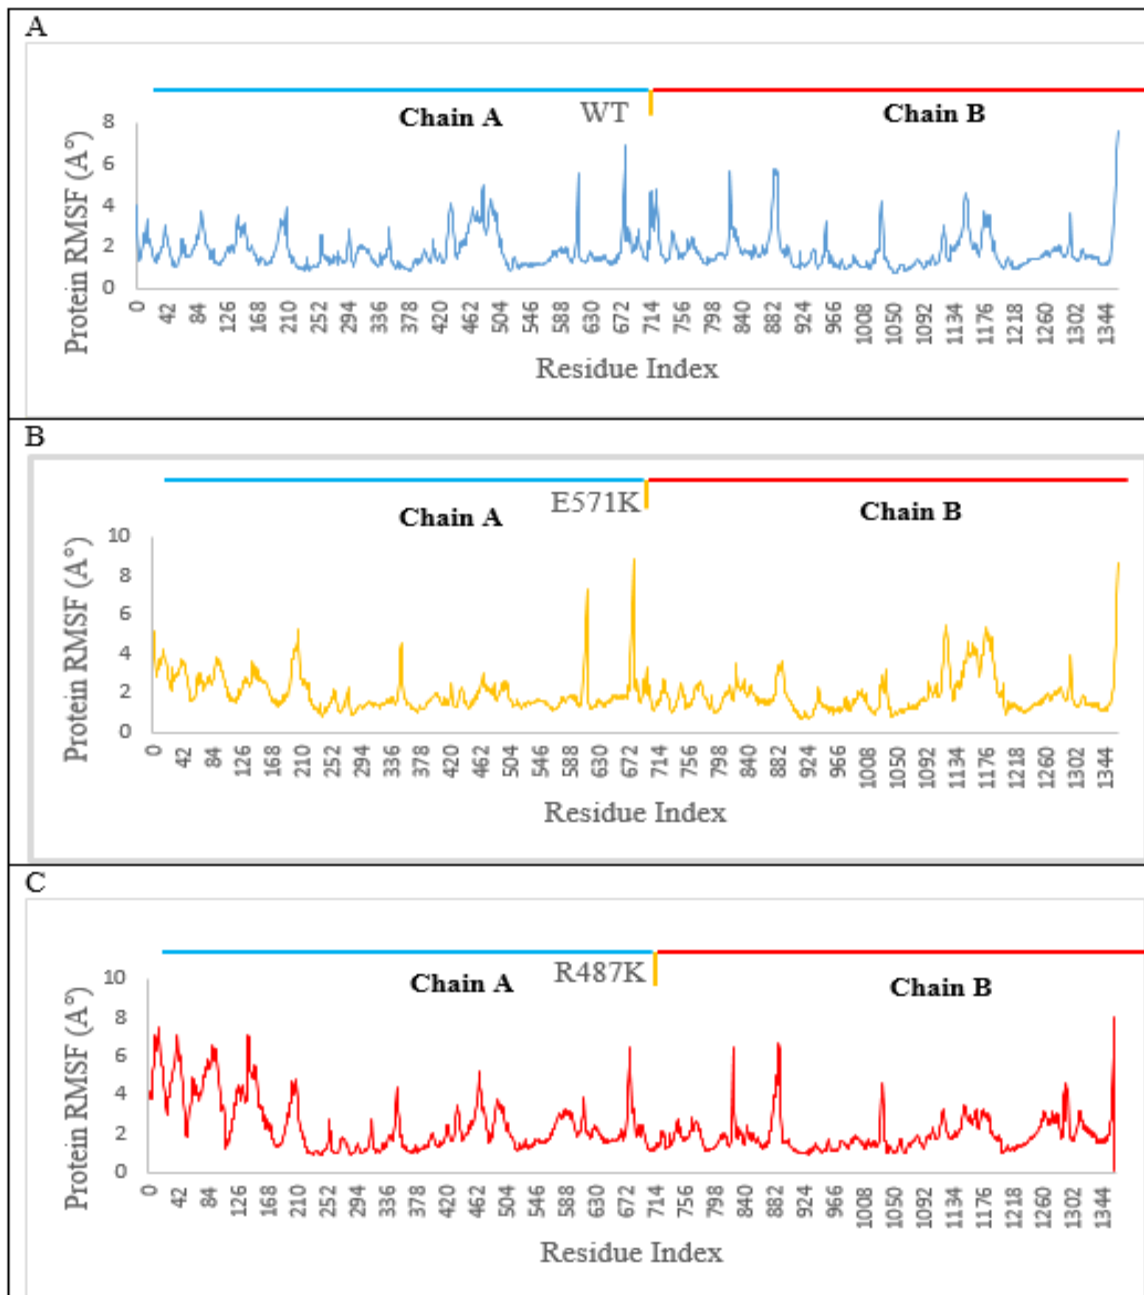 A
Chain A
WT
Chain B
Protein RMSF (A°)
8
6
4
2
0
0 42 84 126 168 210 252 294 336 378 420 462 504 546 588 630 672 714 756 798 840 882 924 966 1008 1050 1092 1134 1176 1218 1260 1302 1344
Residue Index
B
Chain A
E571K
Chain B
Protein RMSF (A°)
10
8
6
4
2
0
0 42 84 126 168 210 252 294 336 378 420 462 504 546 588 630 672 714 756 798 840 882 924 966 1008 1050 1092 1134 1176 1218 1260 1302 1344
Residue Index
C
Chain A
R487K
Chain B
Protein RMSF (A°)
10
8
6
4
2
0
0 42 84 126 168 210 252 294 336 378 420 462 504 546 588 630 672 714 756 798 840 882 924 966 1008 1050 1092 1134 1176 1218 1260 1302 1344
Residue Index